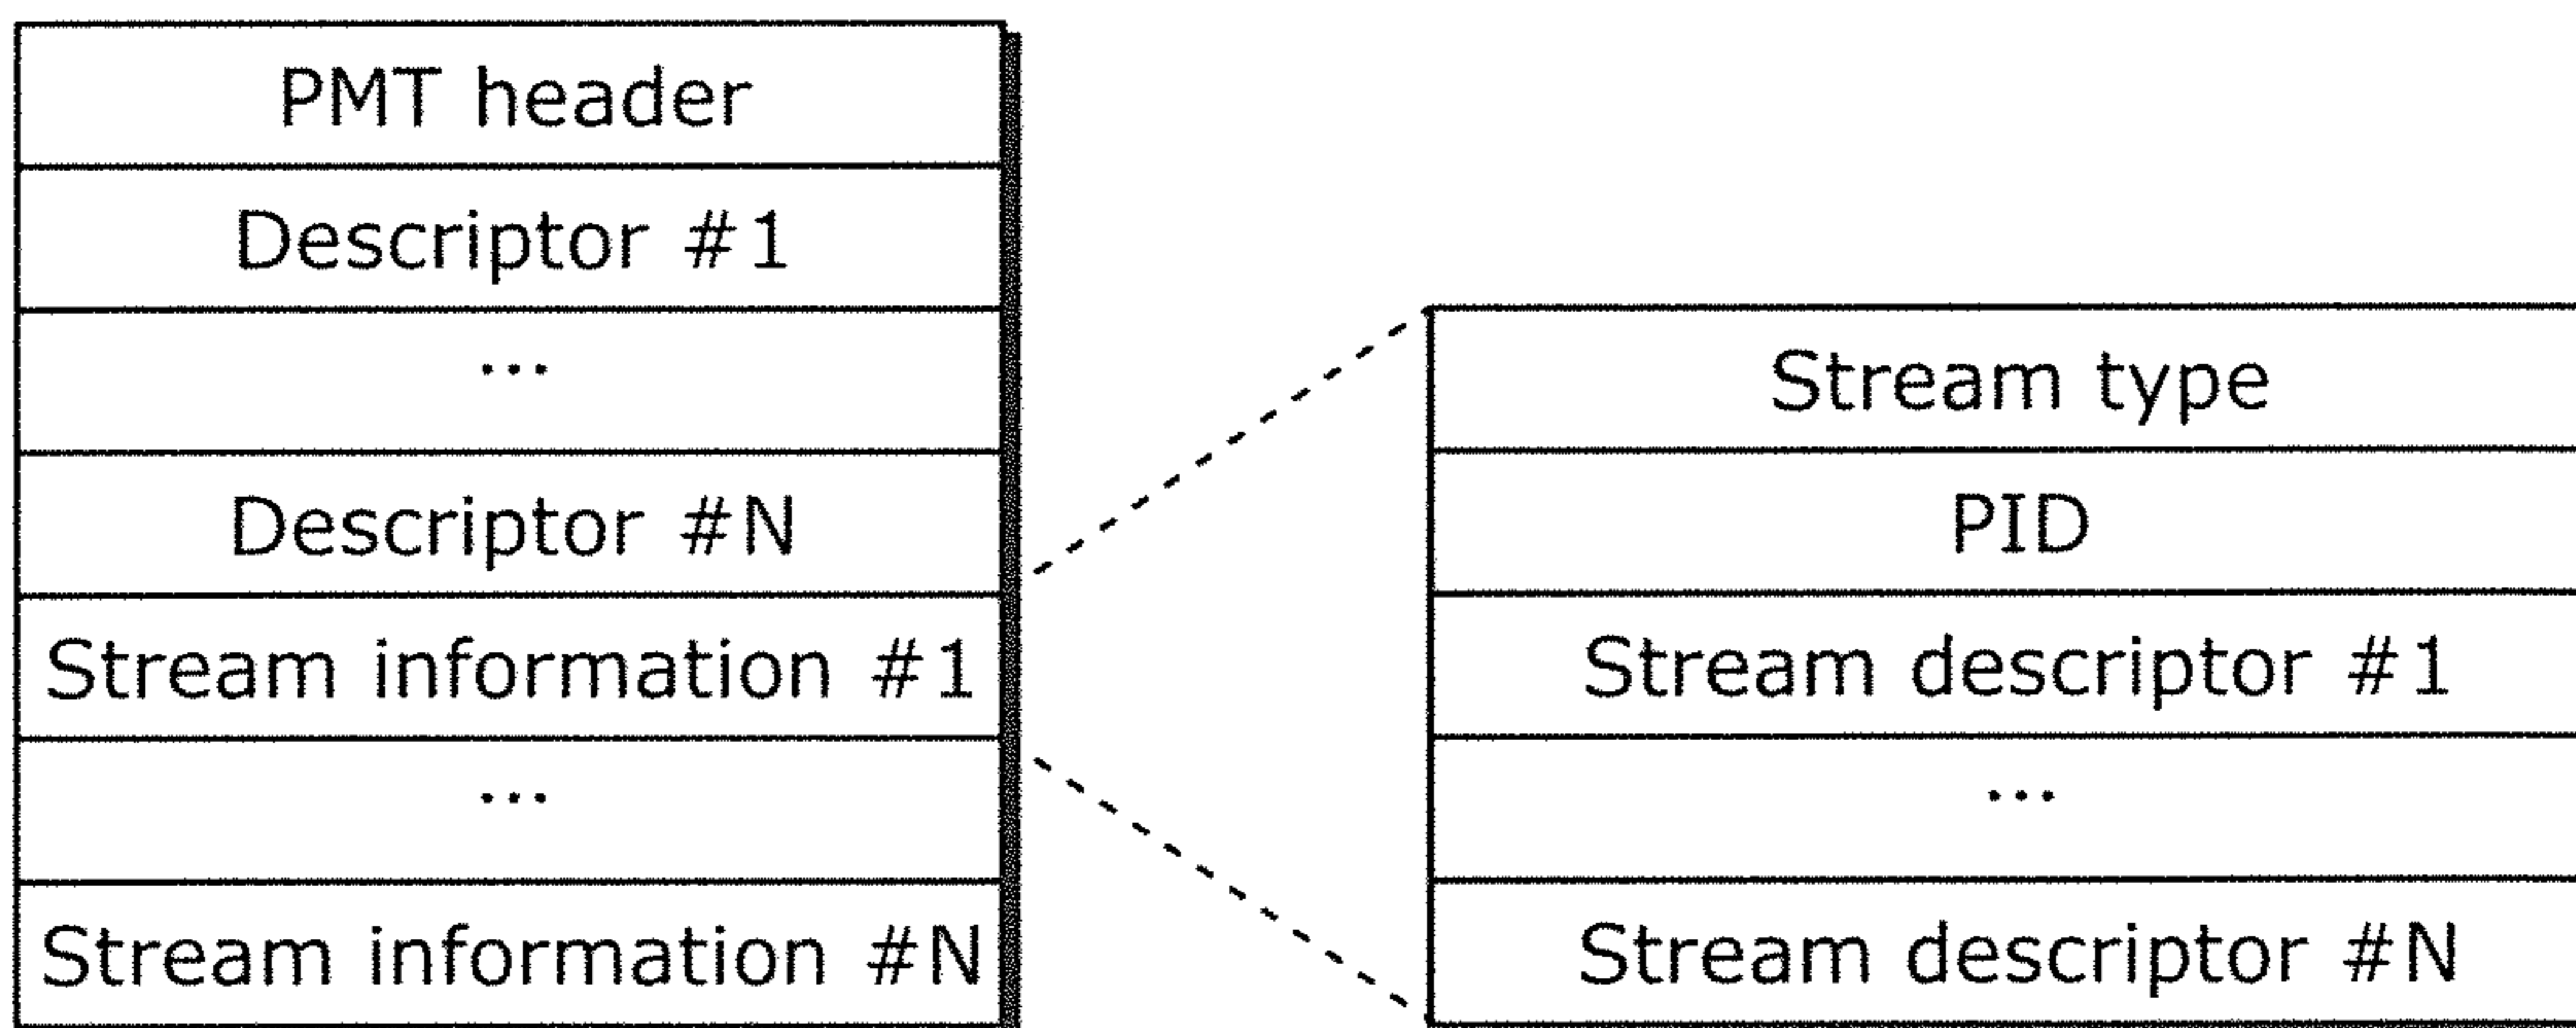 PMT header
Descriptor #1
...
Descriptor #N
Stream information #1
...
Stream information #N
Stream type
PID
Stream descriptor #1
...
Stream descriptor #N